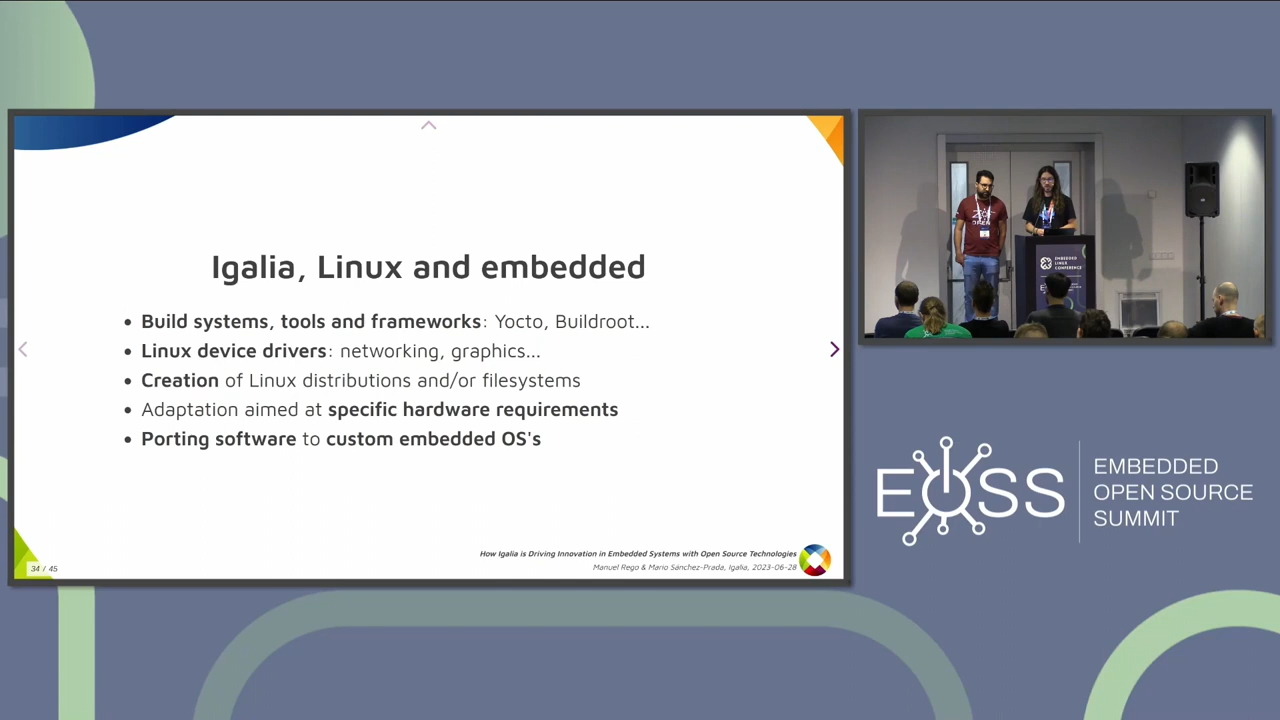 Igalia, Linux and embedded
Build systems, tools and frameworks: Yocto, Buildroot...
Linux device drivers: networking, graphics...
Creation of Linux distributions and/or filesystems
Adaptation aimed at specific hardware requirements
Porting software to custom embedded OS's
How Igalia is Driving Innovation in Embedded Systems with Open Source Technologies
Manuel Rego & Mario Sánchez-Prada, Igalia, 2023-06-28
34 / 45
EMBEDDED
LINUX
CONFERENCE
EOSS
EMBEDDED
OPEN SOURCE
SUMMIT